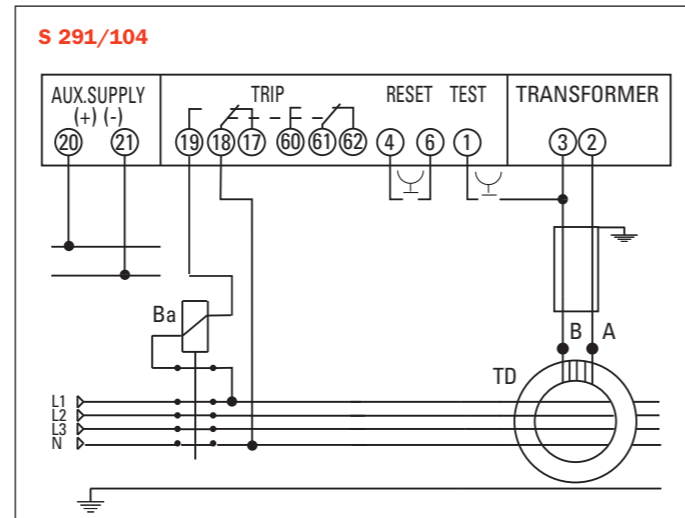 S 291/104
AUX.SUPPLY TRIP RESET TEST TRANSFORMER
(+) (-)
20 21 19 18 17 60 61 62 4 6 1 3 2
Ba
B A
TD
L1
L2
L3
N